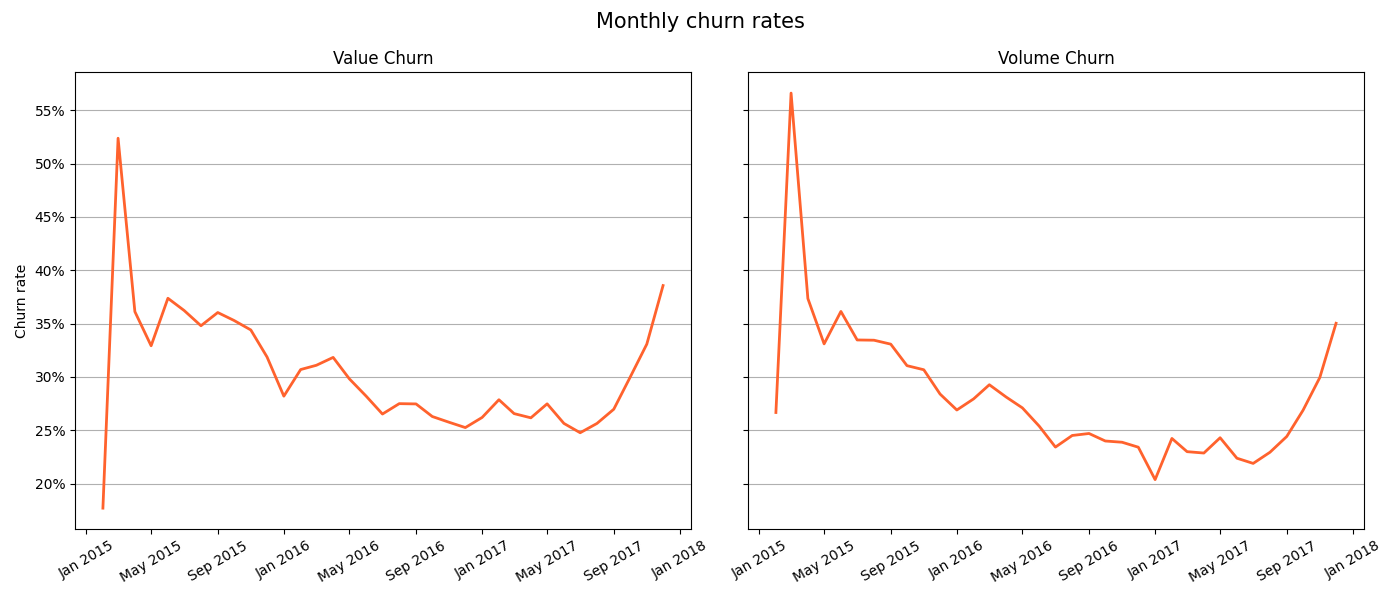 Monthly churn rates
Value Churn
Volume Churn
Churn rate
55%
50%
45%
40%
35%
30%
25%
20%
Jan 2015 May 2015 Sep 2015 Jan 2016 May 2016 Sep 2016 Jan 2017 May 2017 Sep 2017 Jan 2018
Jan 2015 May 2015 Sep 2015 Jan 2016 May 2016 Sep 2016 Jan 2017 May 2017 Sep 2017 Jan 2018